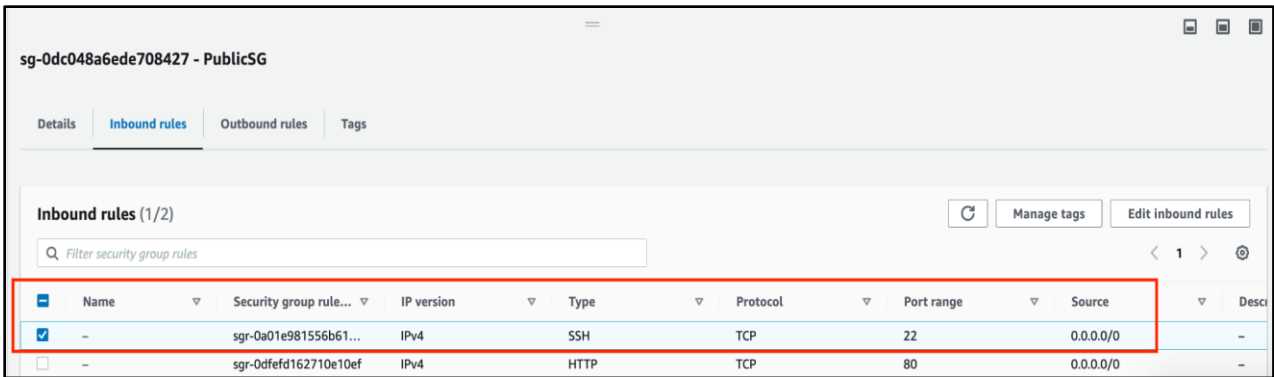 sg-0dc048a6ede708427 - PublicSG
Details Inbound rules Outbound rules Tags
Inbound rules (1/2) Manage tags Edit inbound rules
Filter security group rules 1
Name Security group rule... IP version Type Protocol Port range Source Descr
– sgr-0a01e981556b61... IPv4 SSH TCP 22 0.0.0.0/0 –
– sgr-0dfefd162710e10ef IPv4 HTTP TCP 80 0.0.0.0/0 –